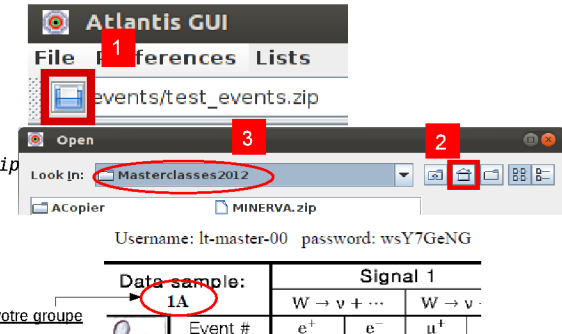 Atlantis GUI
1
File Preferences Lists
events/test_events.zip
3
2
Open
ip
Look In: Masterclasses2012
ACopier MINERVA.zip
Username: lt-master-00 password: wsY7GeNG
Data sample: Signal 1
1A
W → ν + ··· W → ν
votre groupe
Event # e+ e− μ+